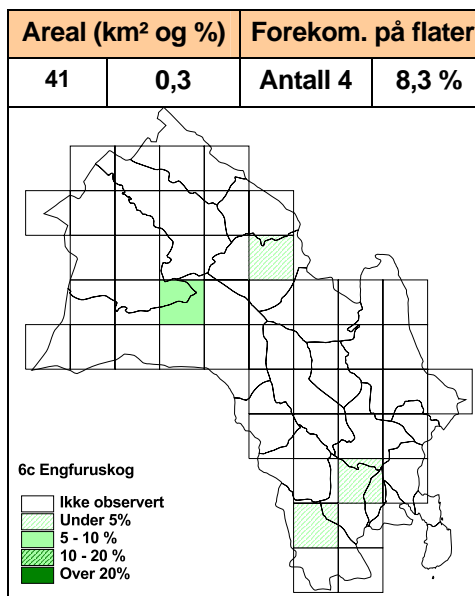 Areal (km² og %) Forekom. på flater
41 0,3 Antall 4 8,3 %
6c Engfuruskog
Ikke observert
Under 5%
5 - 10 %
10 - 20 %
Over 20%